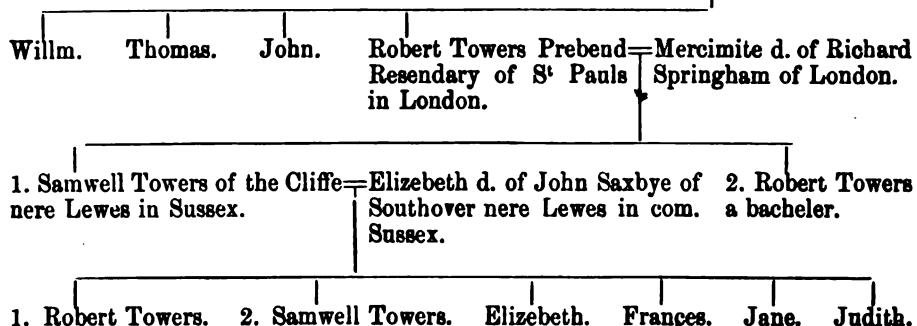 Willm. Thomas. John. Robert Towers Prebend═Mercimite d. of Richard
Resendary of Sᵗ Pauls Springham of London.
in London.
1. Samwell Towers of the Cliffe═Elizebeth d. of John Saxbye of 2. Robert Towers
nere Lewes in Sussex. Southover nere Lewes in com. a bacheler.
Sussex.
1. Robert Towers. 2. Samwell Towers. Elizebeth. Frances. Jane. Judith.